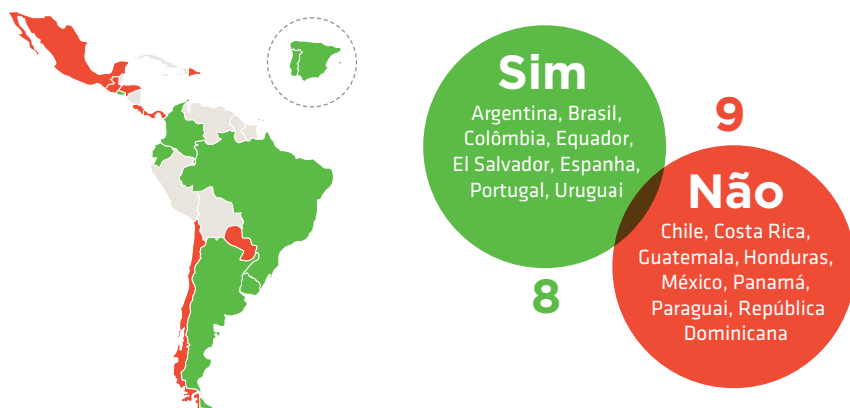 Sim
Argentina, Brasil,
Colômbia, Equador,
El Salvador, Espanha,
Portugal, Uruguai
8
9
Não
Chile, Costa Rica,
Guatemala, Honduras,
México, Panamá,
Paraguai, República
Dominicana